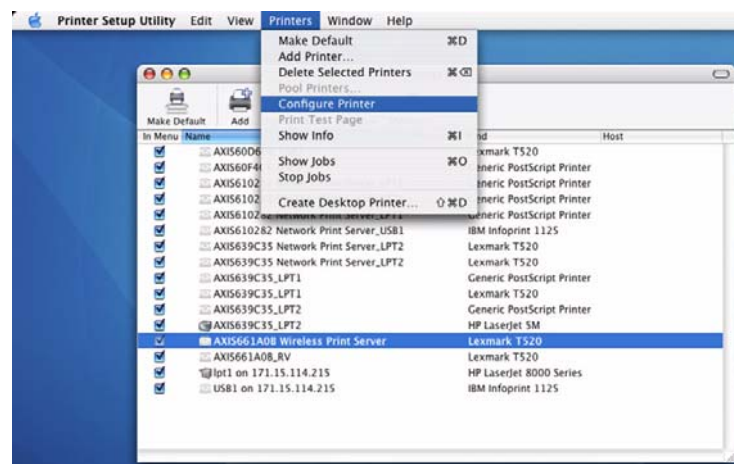 Printer Setup Utility Edit View Printers Window Help
Make Default ⌘D
Add Printer...
Delete Selected Printers ⌘⌫
Pool Printers...
Configure Printer
Print Test Page
Show Info ⌘I
Show Jobs ⌘O
Stop Jobs
Create Desktop Printer... ⇧⌘D
Make Default Add
In Menu Name Host
AXIS60D6 Lexmark T520
AXIS60F4 Generic PostScript Printer
AXIS6102 Generic PostScript Printer
AXIS6102 Generic PostScript Printer
AXIS610282 Network Print Server_LPT1 Generic PostScript Printer
AXIS610282 Network Print Server_USB1 IBM Infoprint 1125
AXIS639C35 Network Print Server_LPT2 Lexmark T520
AXIS639C35 Network Print Server_LPT2 Lexmark T520
AXIS639C35_LPT1 Generic PostScript Printer
AXIS639C35_LPT1 Lexmark T520
AXIS639C35_LPT2 Generic PostScript Printer
AXIS639C35_LPT2 HP LaserJet 5M
AXIS661A0B Wireless Print Server Lexmark T520
AXIS661A0B_RV Lexmark T520
lpt1 on 171.15.114.215 HP LaserJet 8000 Series
USB1 on 171.15.114.215 IBM Infoprint 1125